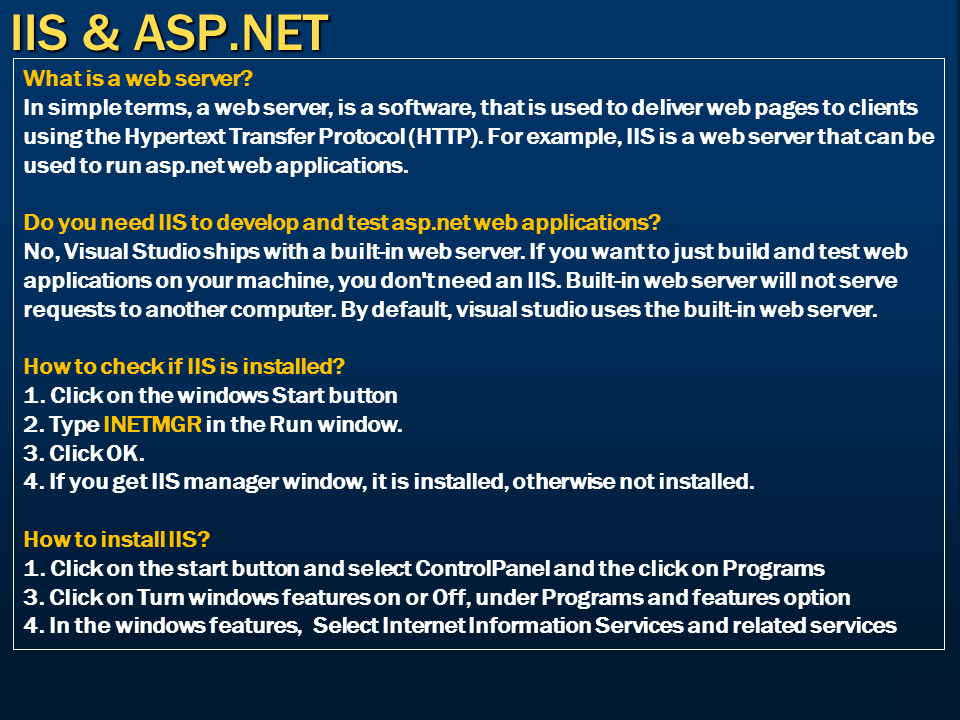 IIS & ASP.NET
What is a web server?
In simple terms, a web server, is a software, that is used to deliver web pages to clients
using the Hypertext Transfer Protocol (HTTP). For example, IIS is a web server that can be
used to run asp.net web applications.
Do you need IIS to develop and test asp.net web applications?
No, Visual Studio ships with a built-in web server. If you want to just build and test web
applications on your machine, you don't need an IIS. Built-in web server will not serve
requests to another computer. By default, visual studio uses the built-in web server.
How to check if IIS is installed?
1. Click on the windows Start button
2. Type INETMGR in the Run window.
3. Click OK.
4. If you get IIS manager window, it is installed, otherwise not installed.
How to install IIS?
1. Click on the start button and select ControlPanel and the click on Programs
3. Click on Turn windows features on or Off, under Programs and features option
4. In the windows features, Select Internet Information Services and related services